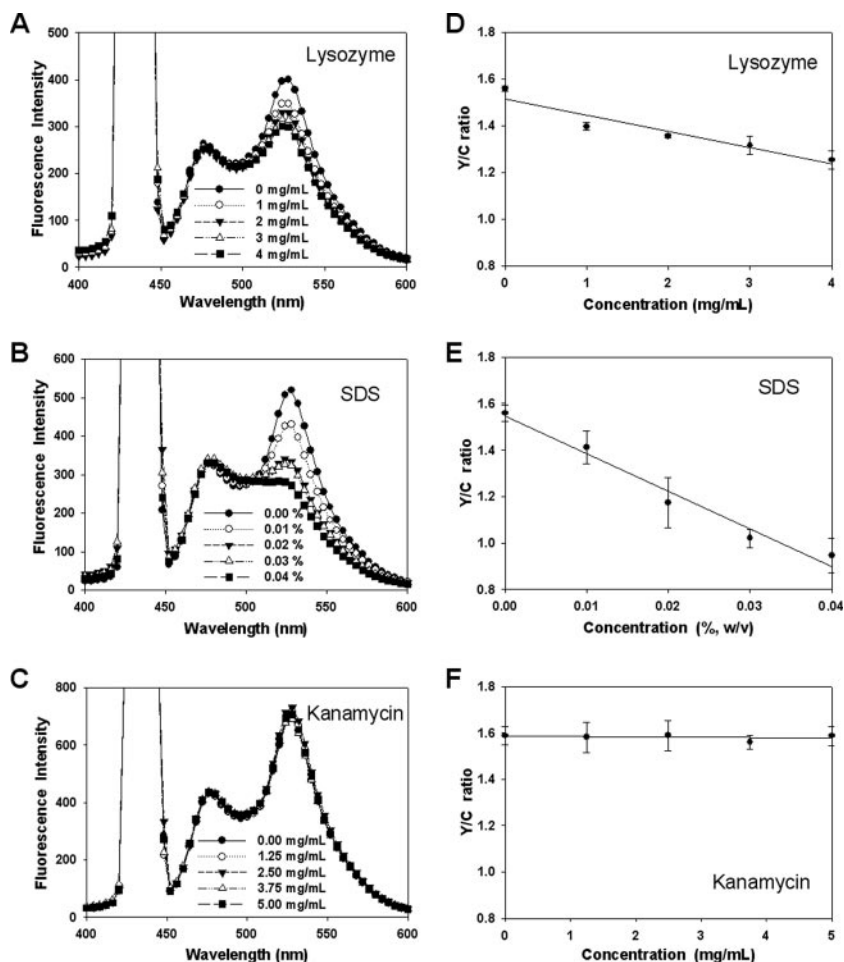 A
Lysozyme
Fluorescence Intensity
500
400
300
200
100
0
0 mg/mL
1 mg/mL
2 mg/mL
3 mg/mL
4 mg/mL
400 450 500 550 600
Wavelength (nm)
D
Lysozyme
Y/C ratio
1.8
1.6
1.4
1.2
1.0
0.8
0 1 2 3 4
Concentration (mg/mL)
B
SDS
Fluorescence Intensity
600
500
400
300
200
100
0
0.00 %
0.01 %
0.02 %
0.03 %
0.04 %
400 450 500 550 600
Wavelength (nm)
E
SDS
Y/C ratio
1.8
1.6
1.4
1.2
1.0
0.8
0.00 0.01 0.02 0.03 0.04
Concentration (%, w/v)
C
Kanamycin
Fluorescence Intensity
800
600
400
200
0
0.00 mg/mL
1.25 mg/mL
2.50 mg/mL
3.75 mg/mL
5.00 mg/mL
400 450 500 550 600
Wavelength (nm)
F
Kanamycin
Y/C ratio
1.8
1.6
1.4
1.2
1.0
0.8
0 1 2 3 4 5
Concentration (mg/mL)